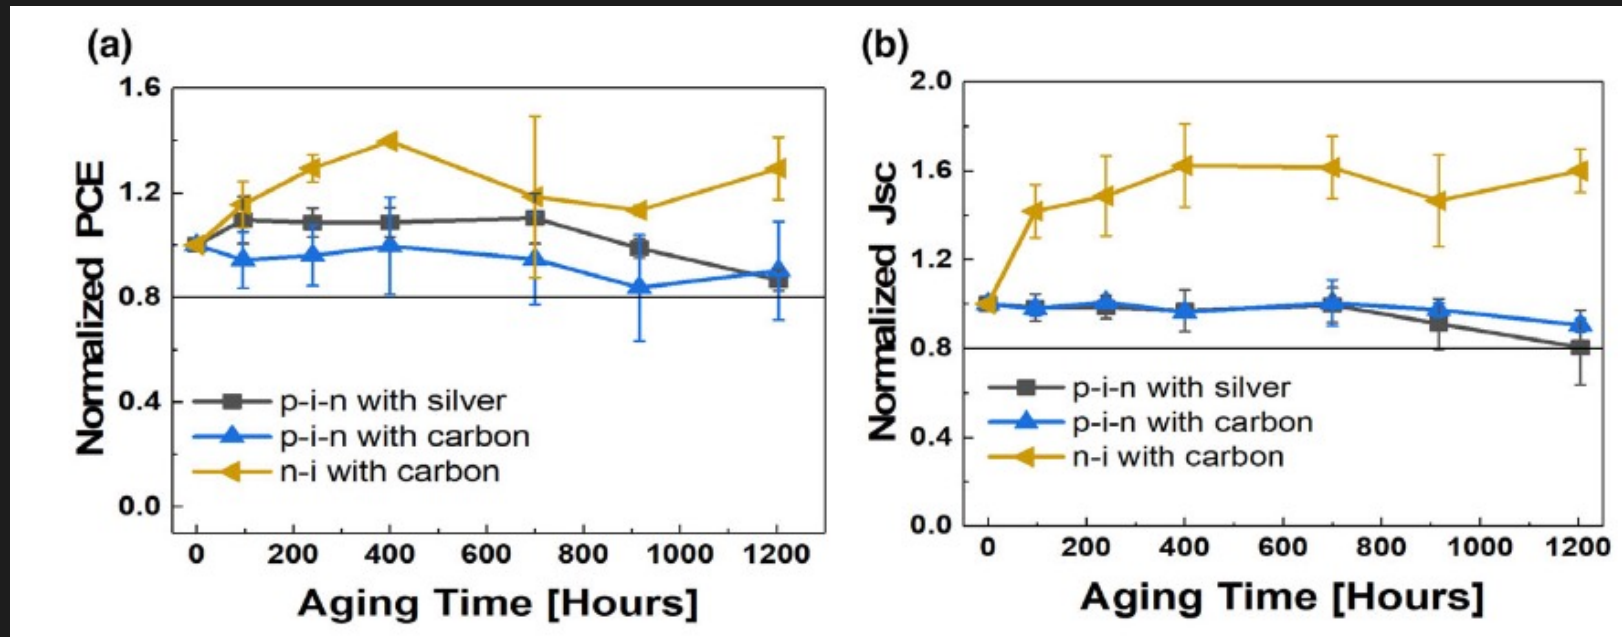 (a)
1.6
1.2
0.8
0.4
0.0
Normalized PCE
p-i-n with silver
p-i-n with carbon
n-i with carbon
0 200 400 600 800 1000 1200
Aging Time [Hours]
(b)
2.0
1.6
1.2
0.8
0.4
0.0
Normalized Jsc
p-i-n with silver
p-i-n with carbon
n-i with carbon
0 200 400 600 800 1000 1200
Aging Time [Hours]